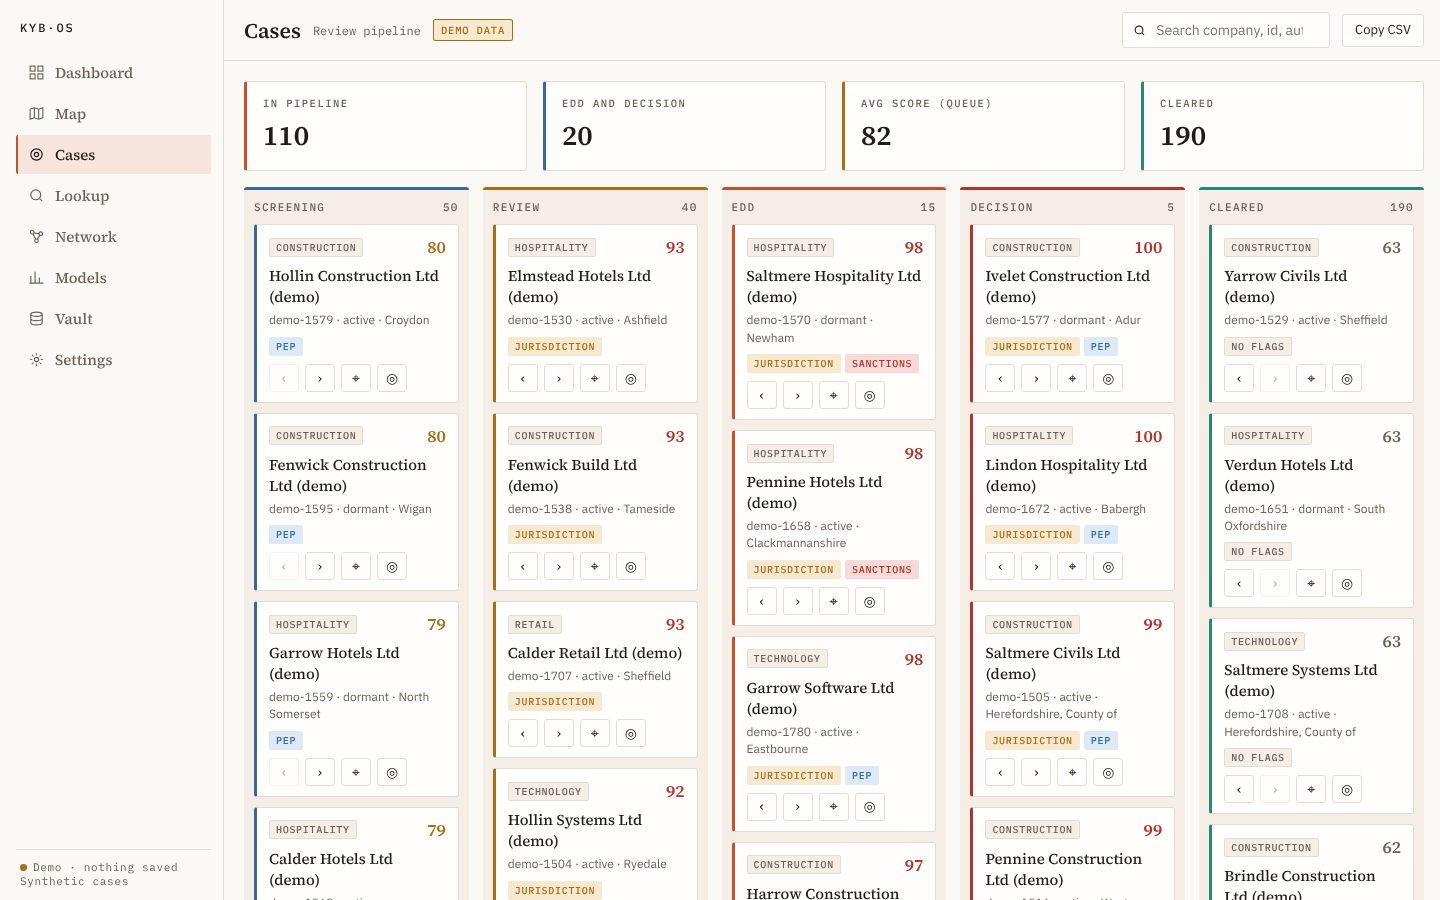 KYB·OS
Dashboard
Map
Cases
Lookup
Network
Models
Vault
Settings
Demo · nothing saved
Synthetic cases
Cases
Review pipeline
DEMO DATA
Search company, id, aut
Copy CSV
IN PIPELINE
110
EDD AND DECISION
20
AVG SCORE (QUEUE)
82
CLEARED
190
SCREENING 50
CONSTRUCTION 80
Hollin Construction Ltd
(demo)
demo-1579 · active · Croydon
PEP
CONSTRUCTION 80
Fenwick Construction
Ltd (demo)
demo-1595 · dormant · Wigan
PEP
HOSPITALITY 79
Garrow Hotels Ltd
(demo)
demo-1559 · dormant · North
Somerset
PEP
HOSPITALITY 79
Calder Hotels Ltd
(demo)
REVIEW 40
HOSPITALITY 93
Elmstead Hotels Ltd
(demo)
demo-1530 · active · Ashfield
JURISDICTION
CONSTRUCTION 93
Fenwick Build Ltd
(demo)
demo-1538 · active · Tameside
JURISDICTION
RETAIL 93
Calder Retail Ltd (demo)
demo-1707 · active · Sheffield
JURISDICTION
TECHNOLOGY 92
Hollin Systems Ltd
(demo)
demo-1504 · active · Ryedale
JURISDICTION
EDD 15
HOSPITALITY 98
Saltmere Hospitality Ltd
(demo)
demo-1570 · dormant ·
Newham
JURISDICTION SANCTIONS
HOSPITALITY 98
Pennine Hotels Ltd
(demo)
demo-1658 · active ·
Clackmannanshire
JURISDICTION SANCTIONS
TECHNOLOGY 98
Garrow Software Ltd
(demo)
demo-1780 · active ·
Eastbourne
JURISDICTION PEP
CONSTRUCTION 97
Harrow Construction
DECISION 5
CONSTRUCTION 100
Ivelet Construction Ltd
(demo)
demo-1577 · dormant · Adur
JURISDICTION PEP
HOSPITALITY 100
Lindon Hospitality Ltd
(demo)
demo-1672 · active · Babergh
JURISDICTION PEP
CONSTRUCTION 99
Saltmere Civils Ltd
(demo)
demo-1505 · active ·
Herefordshire, County of
JURISDICTION PEP
CONSTRUCTION 99
Pennine Construction
Ltd (demo)
CLEARED 190
CONSTRUCTION 63
Yarrow Civils Ltd
(demo)
demo-1529 · active · Sheffield
NO FLAGS
HOSPITALITY 63
Verdun Hotels Ltd
(demo)
demo-1651 · dormant · South
Oxfordshire
NO FLAGS
TECHNOLOGY 63
Saltmere Systems Ltd
(demo)
demo-1708 · active ·
Herefordshire, County of
NO FLAGS
CONSTRUCTION 62
Brindle Construction
Ltd (demo)